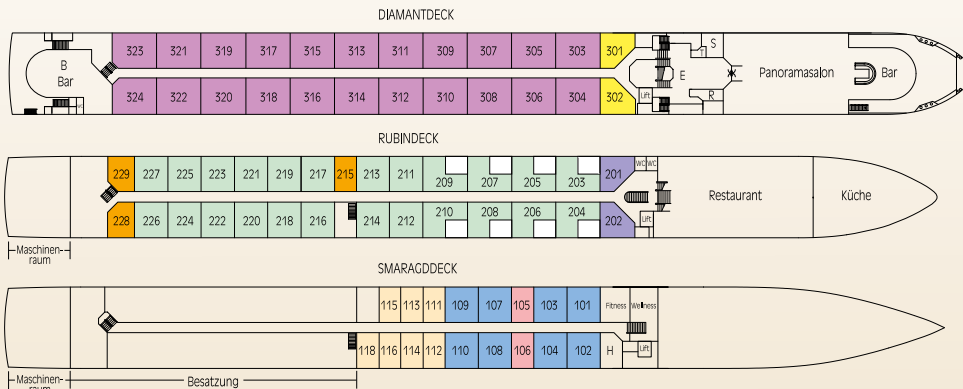 DIAMANTDECK
323 321 319 317 315 313 311 309 307 305 303 301 S
T
B
Bar
E Panoramasalon Bar
324 322 320 318 316 314 312 310 308 306 304 302 Lift R
WC
RUBINDECK
229 227 225 223 221 219 217 215 213 211 209 207 205 203 201 WC WC
Restaurant Küche
228 226 224 222 220 218 216 214 212 210 208 206 204 202 Lift
Maschinen-
raum
SMARAGDDECK
115 113 111 109 107 105 103 101 Fitness Wellness
118 116 114 112 110 108 106 104 102 H Lift
Maschinen-
raum
Besatzung